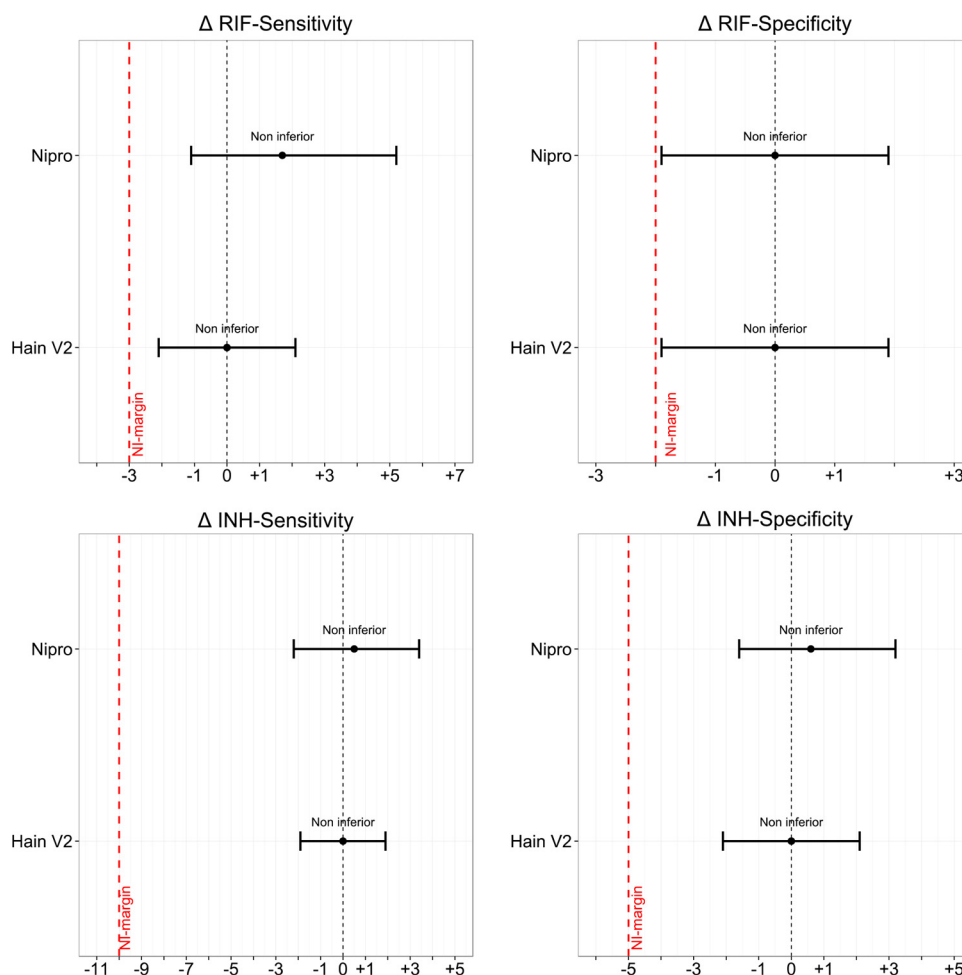 Δ RIF-Sensitivity
Nipro
Non inferior
Hain V2
Non inferior
NI-margin
-3 -1 0 +1 +3 +5 +7
Δ RIF-Specificity
Nipro
Non inferior
Hain V2
Non inferior
NI-margin
-3 -1 0 +1 +3
Δ INH-Sensitivity
Nipro
Non inferior
Hain V2
Non inferior
NI-margin
-11 -9 -7 -5 -3 -1 0 +1 +3 +5
Δ INH-Specificity
Nipro
Non inferior
Hain V2
Non inferior
NI-margin
-5 -3 -1 0 +1 +3 +5